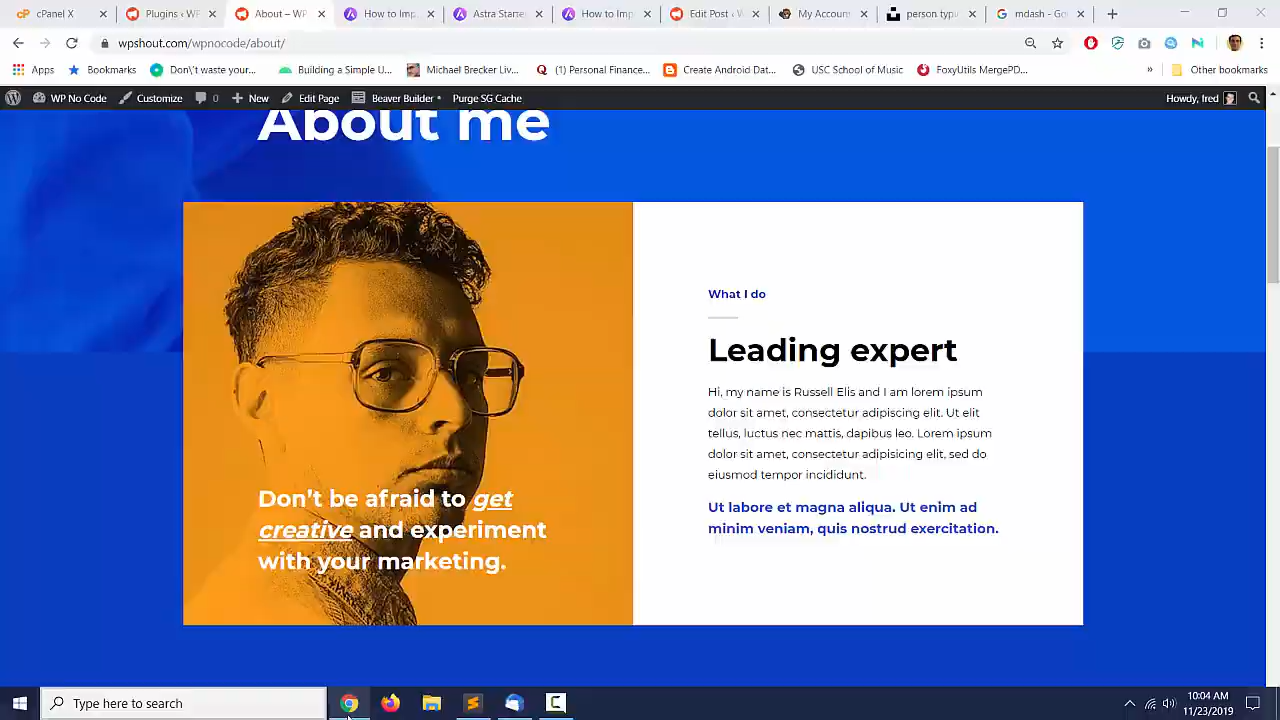 cPanel X
Plugins ‹ WF
About – WP
How to Imp
Astra Starte
How to Imp
Edit Post ‹ W
My Accoun
person.type
mdash - Go
wpshout.com/wpnocode/about/
Apps
Bookmarks
Don\'t waste your...
Building a Simple U...
Michael Brecker Liv...
(1) Personal Financ...
Create Android Dat...
USC School of Music
FoxyUtils MergePD...
»
Other bookmarks
WP No Code
Customize
0
New
Edit Page
Beaver Builder
Purge SG Cache
Howdy, Fred
About me
What I do
Leading expert
Hi, my name is Russell Elis and I am lorem ipsum
dolor sit amet, consectetur adipiscing elit. Ut elit
tellus, luctus nec mattis, dapibus leo. Lorem ipsum
dolor sit amet, consectetur adipisicing elit, sed do
eiusmod tempor incididunt.
Ut labore et magna aliqua. Ut enim ad
minim veniam, quis nostrud exercitation.
Don't be afraid to get
creative and experiment
with your marketing.
Type here to search
10:04 AM
11/23/2019